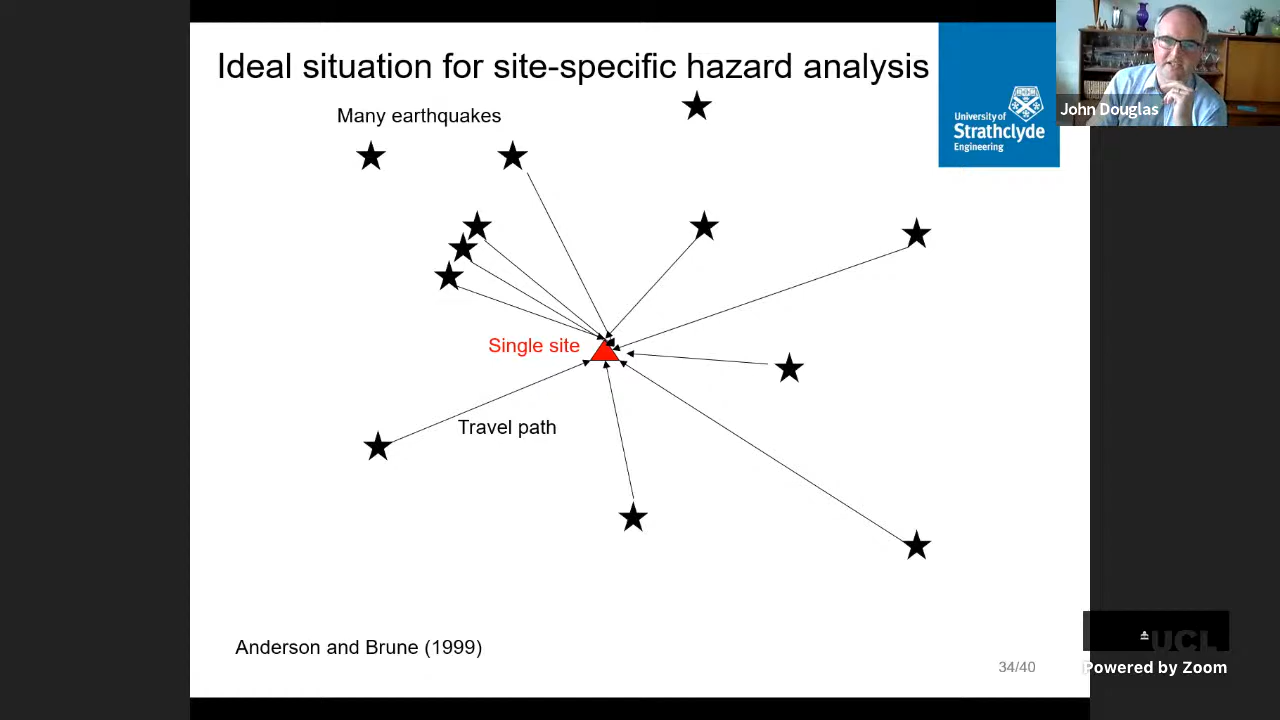 Ideal situation for site-specific hazard analysis
Many earthquakes
University of
Strathclyde
Engineering
John Douglas
Single site
Travel path
Anderson and Brune (1999)
34/40
UCL
Powered by Zoom